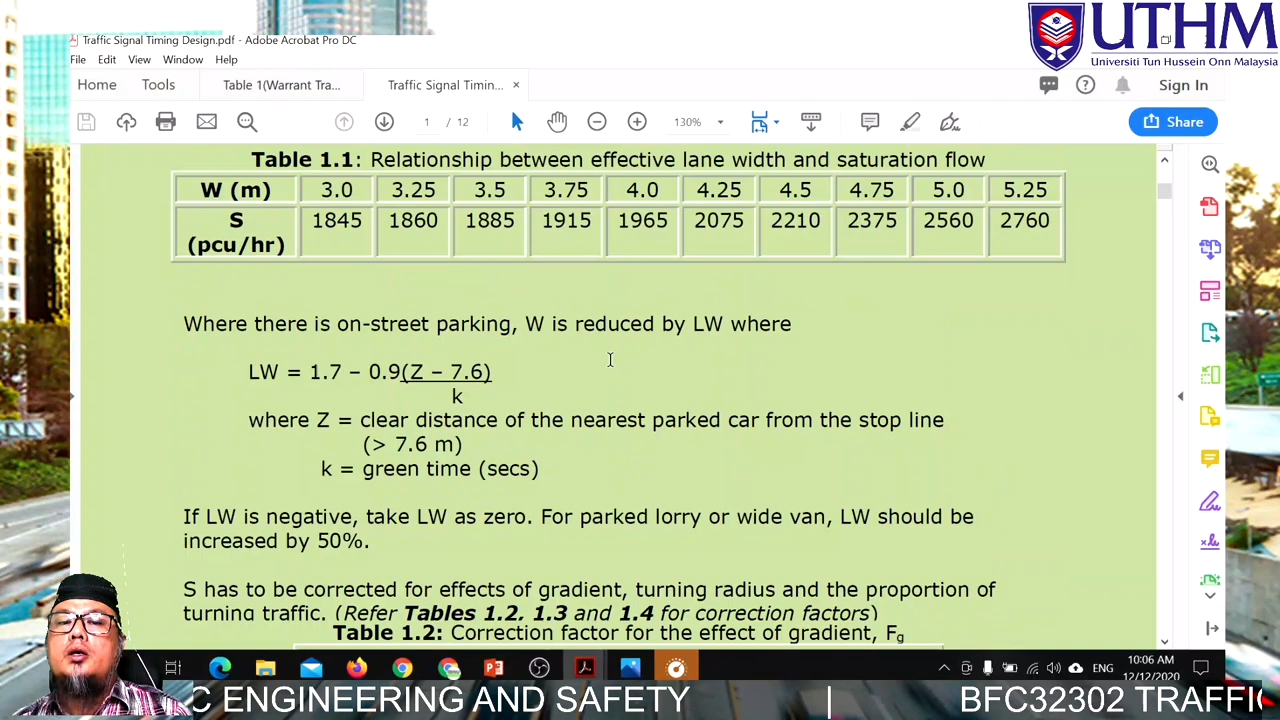 UTHM
Universiti Tun Hussein Onn Malaysia
Traffic Signal Timing Design.pdf - Adobe Acrobat Pro DC
File Edit View Window Help
Home Tools Table 1(Warrant Tra... Traffic Signal Timin... × Sign In
1 / 12 130% Share
Table 1.1: Relationship between effective lane width and saturation flow
W (m) 3.0 3.25 3.5 3.75 4.0 4.25 4.5 4.75 5.0 5.25
S 1845 1860 1885 1915 1965 2075 2210 2375 2560 2760
(pcu/hr)
Where there is on-street parking, W is reduced by LW where
LW = 1.7 – 0.9(Z – 7.6)
k
where Z = clear distance of the nearest parked car from the stop line
(> 7.6 m)
k = green time (secs)
If LW is negative, take LW as zero. For parked lorry or wide van, LW should be
increased by 50%.
S has to be corrected for effects of gradient, turning radius and the proportion of
turning traffic. (Refer Tables 1.2, 1.3 and 1.4 for correction factors)
Table 1.2: Correction factor for the effect of gradient, Fg
ENG
10:06 AM
12/12/2020
C ENGINEERING AND SAFETY | BFC32302 TRAFFIC